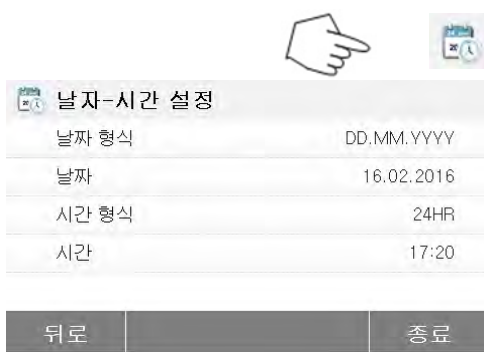 날자-시간 설정
날짜 형식 DD.MM.YYYY
날짜 16.02.2016
시간 형식 24HR
시간 17:20
뒤로 종료